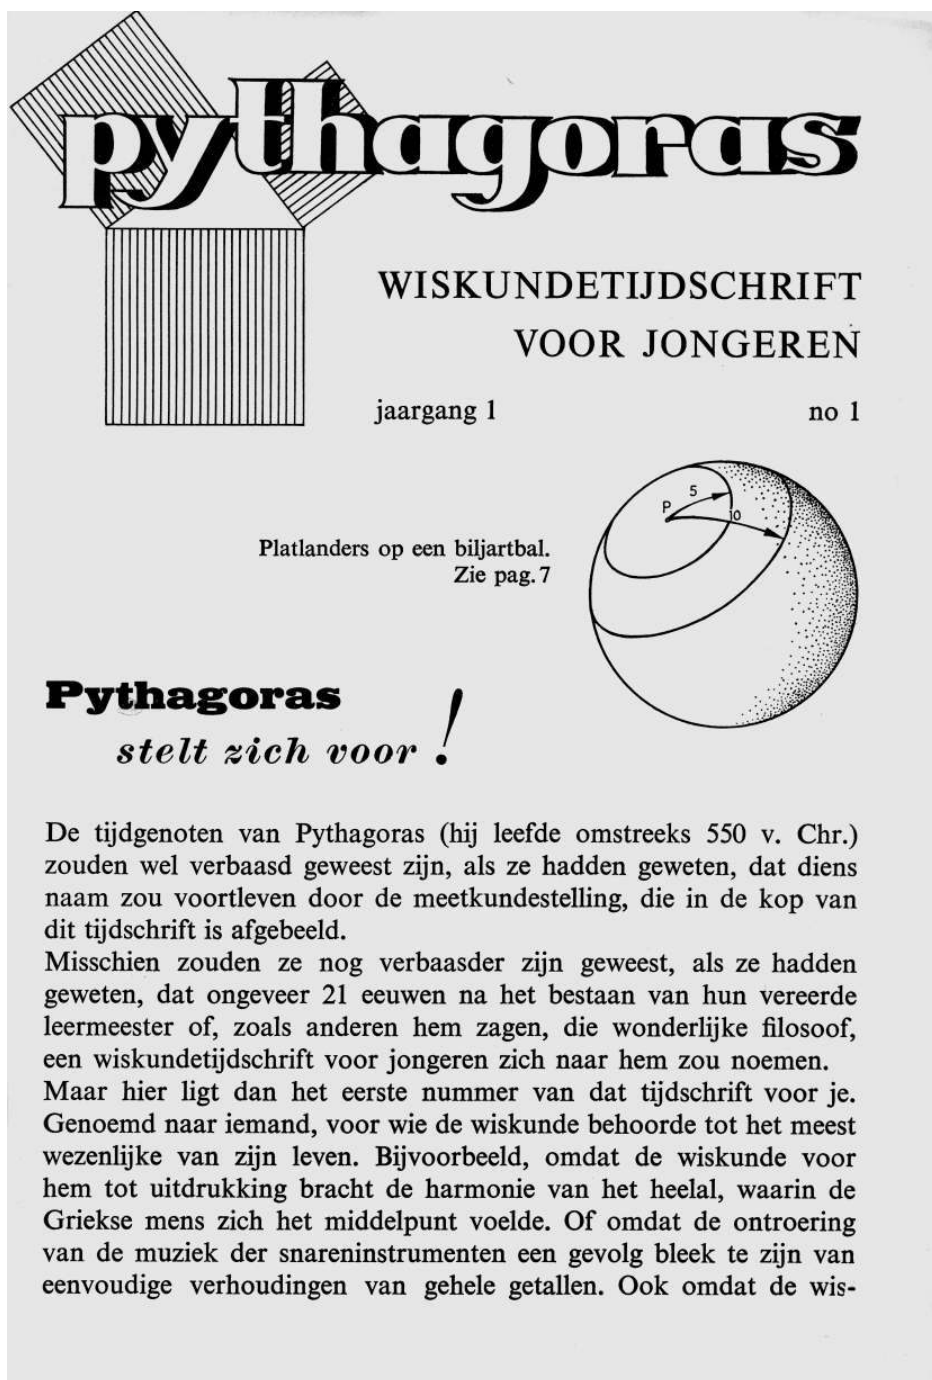 pythagoras
WISKUNDETIJDSCHRIFT
VOOR JONGEREN
jaargang 1 no 1
P 5
10
Platlanders op een biljartbal.
Zie pag. 7
Pythagoras
stelt zich voor!
De tijdgenoten van Pythagoras (hij leefde omstreeks 550 v. Chr.)
zouden wel verbaasd geweest zijn, als ze hadden geweten, dat diens
naam zou voortleven door de meetkundestelling, die in de kop van
dit tijdschrift is afgebeeld.
Misschien zouden ze nog verbaasder zijn geweest, als ze hadden
geweten, dat ongeveer 21 eeuwen na het bestaan van hun vereerde
leermeester of, zoals anderen hem zagen, die wonderlijke filosoof,
een wiskundetijdschrift voor jongeren zich naar hem zou noemen.
Maar hier ligt dan het eerste nummer van dat tijdschrift voor je.
Genoemd naar iemand, voor wie de wiskunde behoorde tot het meest
wezenlijke van zijn leven. Bijvoorbeeld, omdat de wiskunde voor
hem tot uitdrukking bracht de harmonie van het heelal, waarin de
Griekse mens zich het middelpunt voelde. Of omdat de ontroering
van de muziek der snareninstrumenten een gevolg bleek te zijn van
eenvoudige verhoudingen van gehele getallen. Ook omdat de wis-